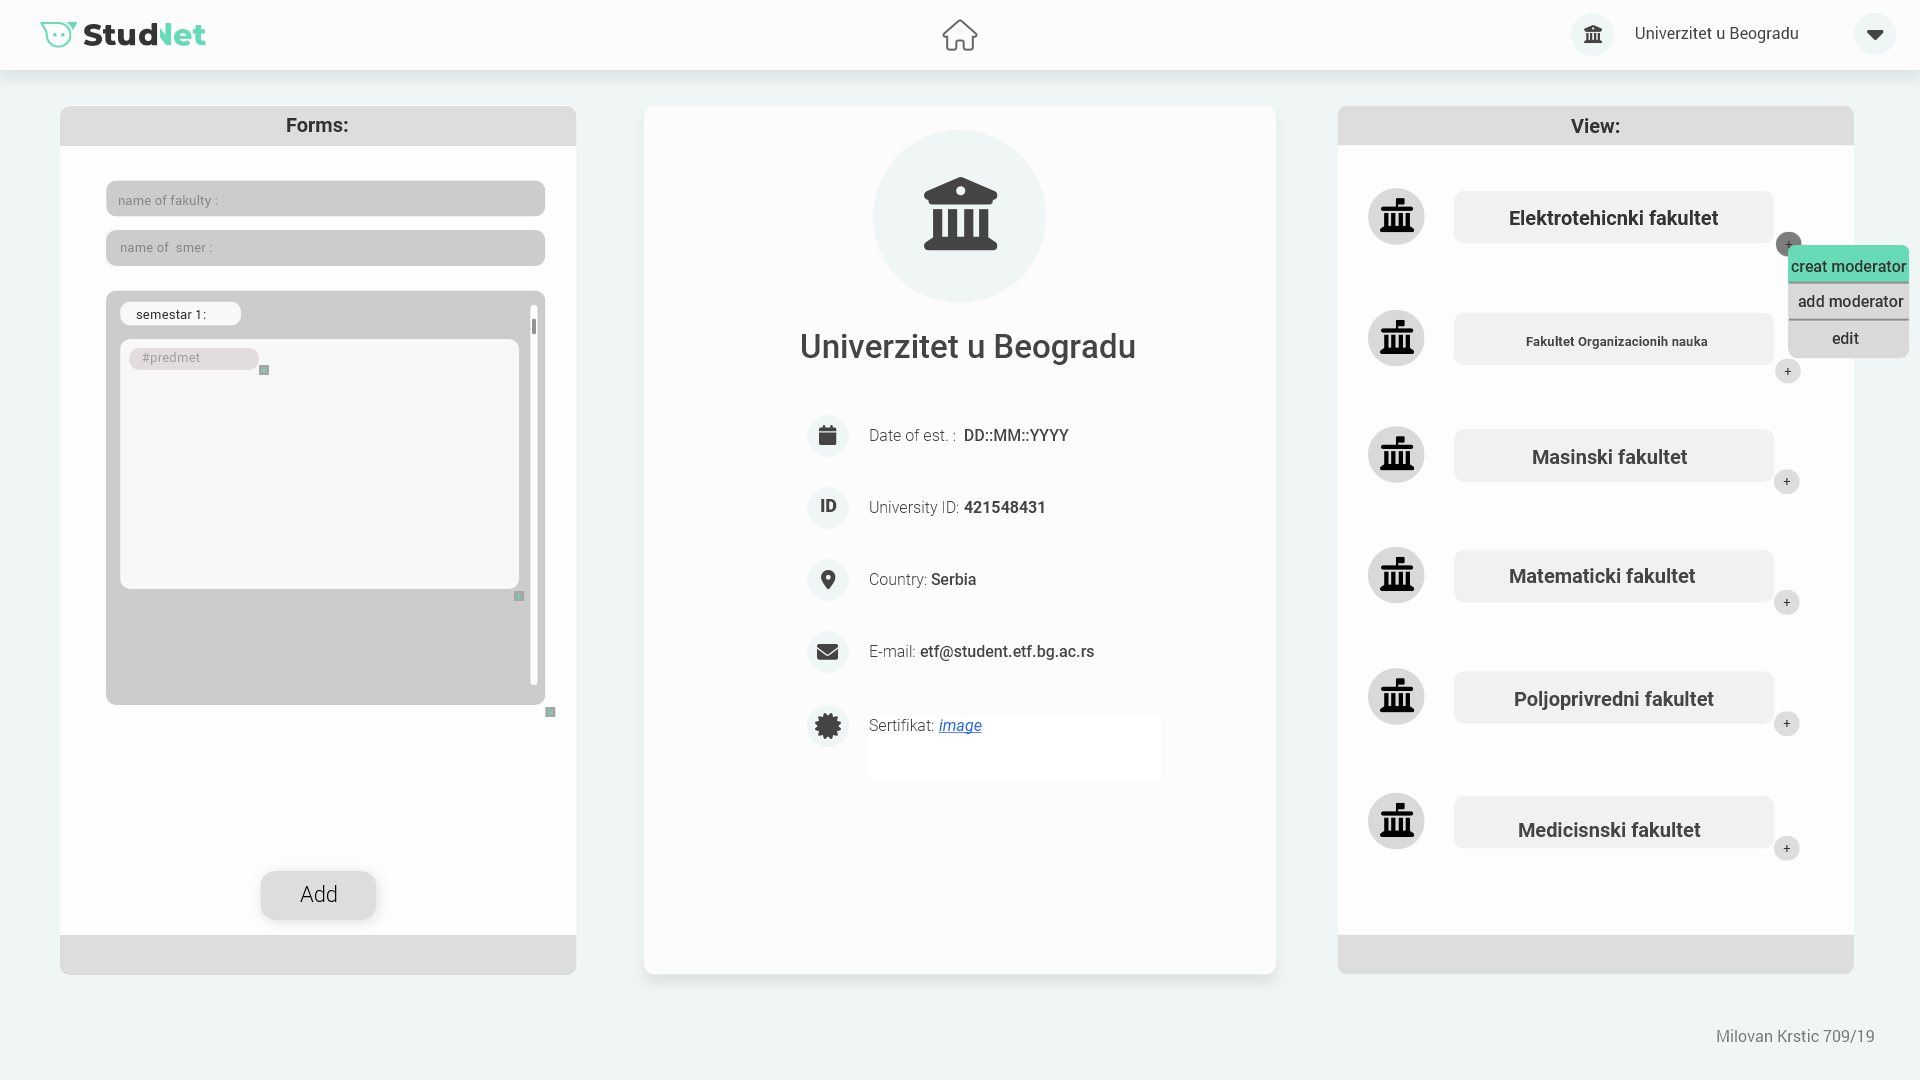 StudNet
Univerzitet u Beogradu
Forms:
name of fakulty :
name of  smer :
semestar 1:
#predmet
Add
Univerzitet u Beogradu
Date of est. :  DD::MM::YYYY
ID
University ID: 421548431
Country: Serbia
E-mail: etf@student.etf.bg.ac.rs
Sertifikat: image
View:
Elektrotehicnki fakultet
+
creat moderator
add moderator
edit
Fakultet Organizacionih nauka
+
Masinski fakultet
+
Matematicki fakultet
+
Poljoprivredni fakultet
+
Medicisnski fakultet
+
Milovan Krstic 709/19